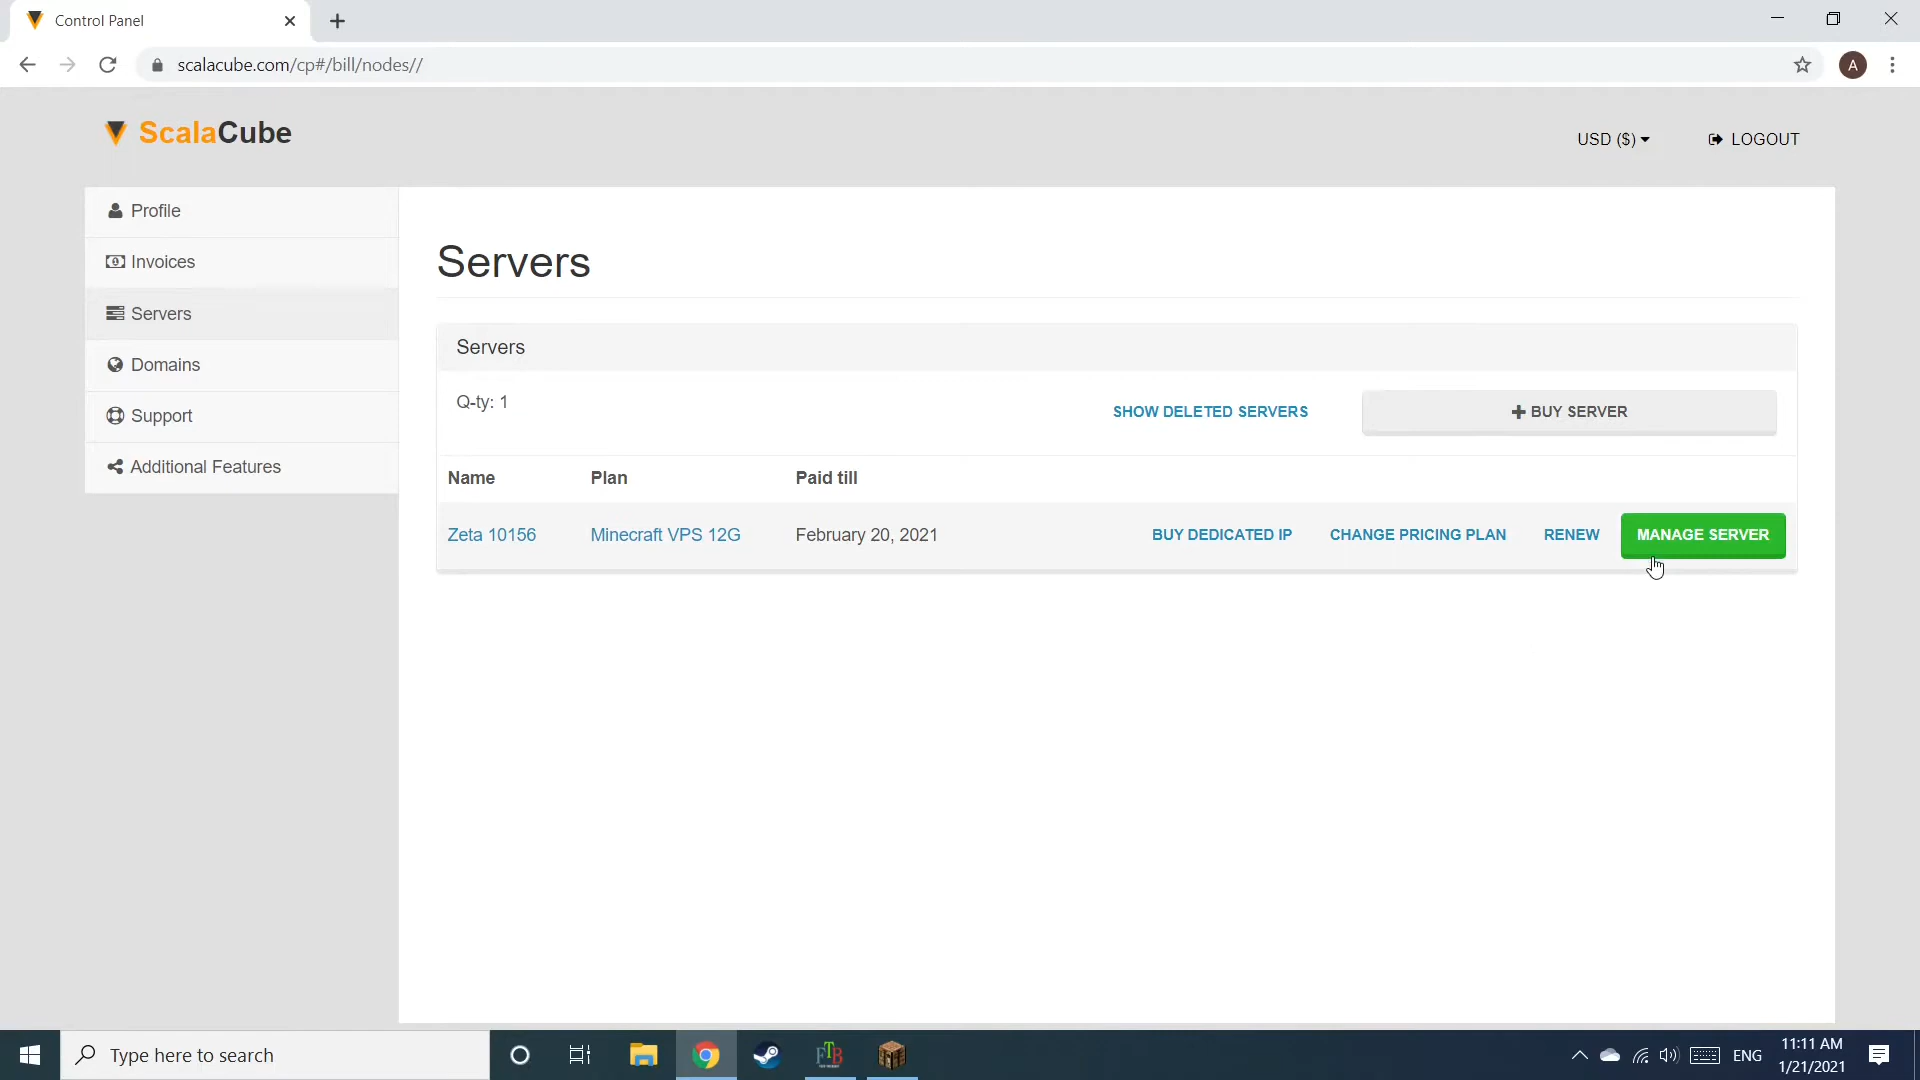 Control Panel
scalacube.com/cp#/bill/nodes//
A
ScalaCube
USD ($)
LOGOUT
Profile
Invoices
Servers
Domains
Support
Additional Features
Servers
Servers
Q-ty: 1
SHOW DELETED SERVERS
BUY SERVER
Name Plan Paid till
Zeta 10156 Minecraft VPS 12G February 20, 2021 BUY DEDICATED IP CHANGE PRICING PLAN RENEW MANAGE SERVER
Type here to search
FTB
ENG
11:11 AM
1/21/2021